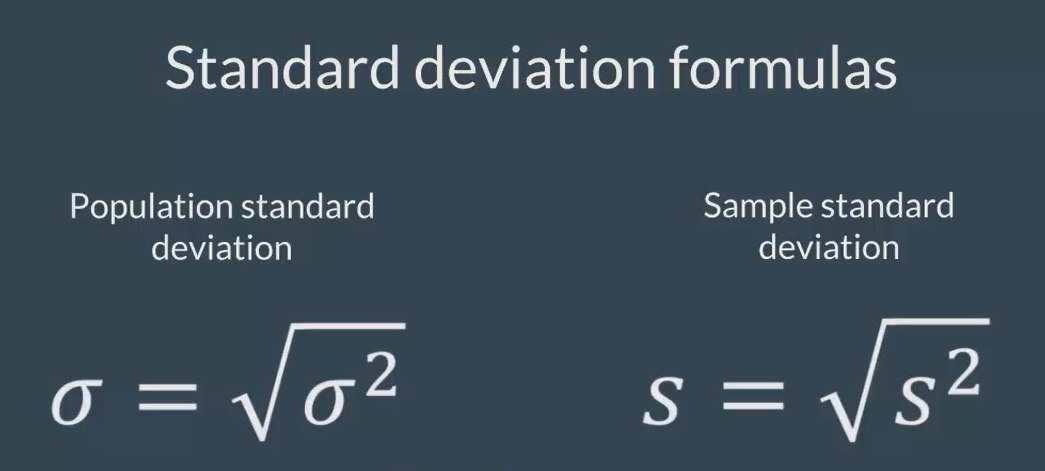 Standard deviation formulas
Population standard
deviation
σ = √σ²
Sample standard
deviation
s = √s²